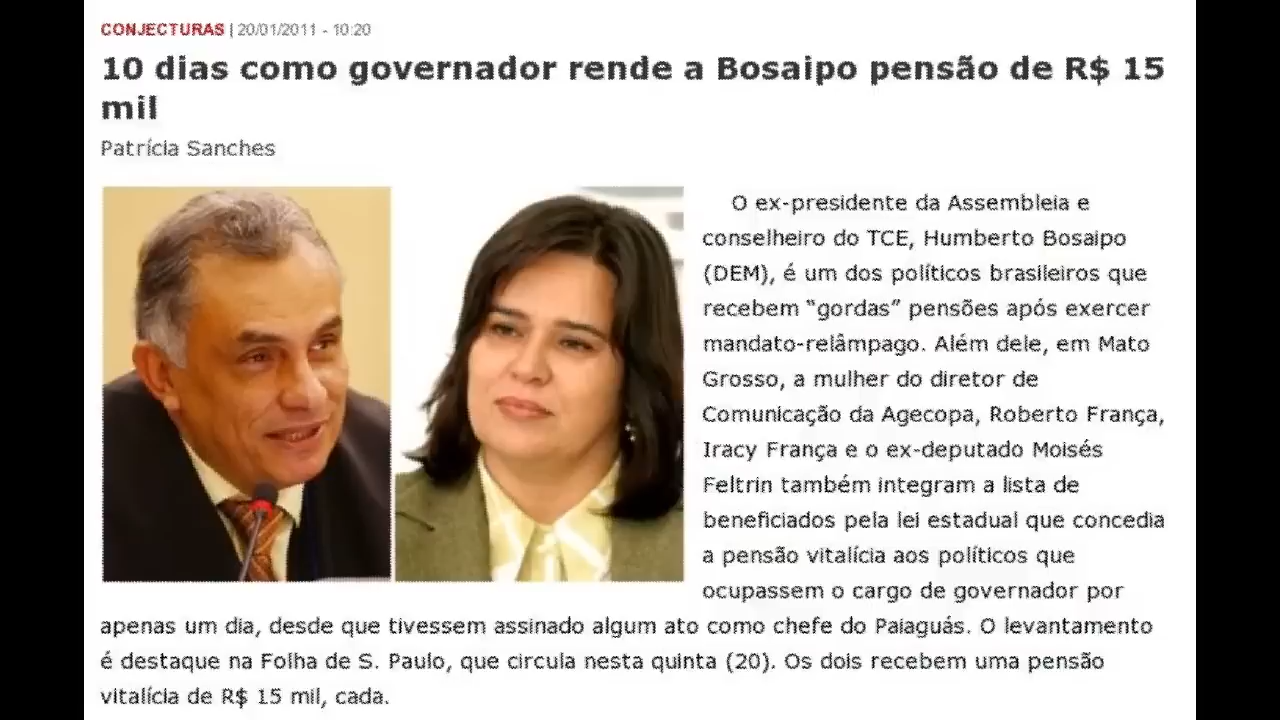 CONJECTURAS | 20/01/2011 - 10:20
10 dias como governador rende a Bosaipo pensão de R$ 15
mil
Patrícia Sanches
O ex-presidente da Assembleia e
conselheiro do TCE, Humberto Bosaipo
(DEM), é um dos políticos brasileiros que
recebem “gordas” pensões após exercer
mandato-relâmpago. Além dele, em Mato
Grosso, a mulher do diretor de
Comunicação da Agecopa, Roberto França,
Iracy França e o ex-deputado Moisés
Feltrin também integram a lista de
beneficiados pela lei estadual que concedia
a pensão vitalícia aos políticos que
ocupassem o cargo de governador por
apenas um dia, desde que tivessem assinado algum ato como chefe do Paiaguás. O levantamento
é destaque na Folha de S. Paulo, que circula nesta quinta (20). Os dois recebem uma pensão
vitalícia de R$ 15 mil, cada.